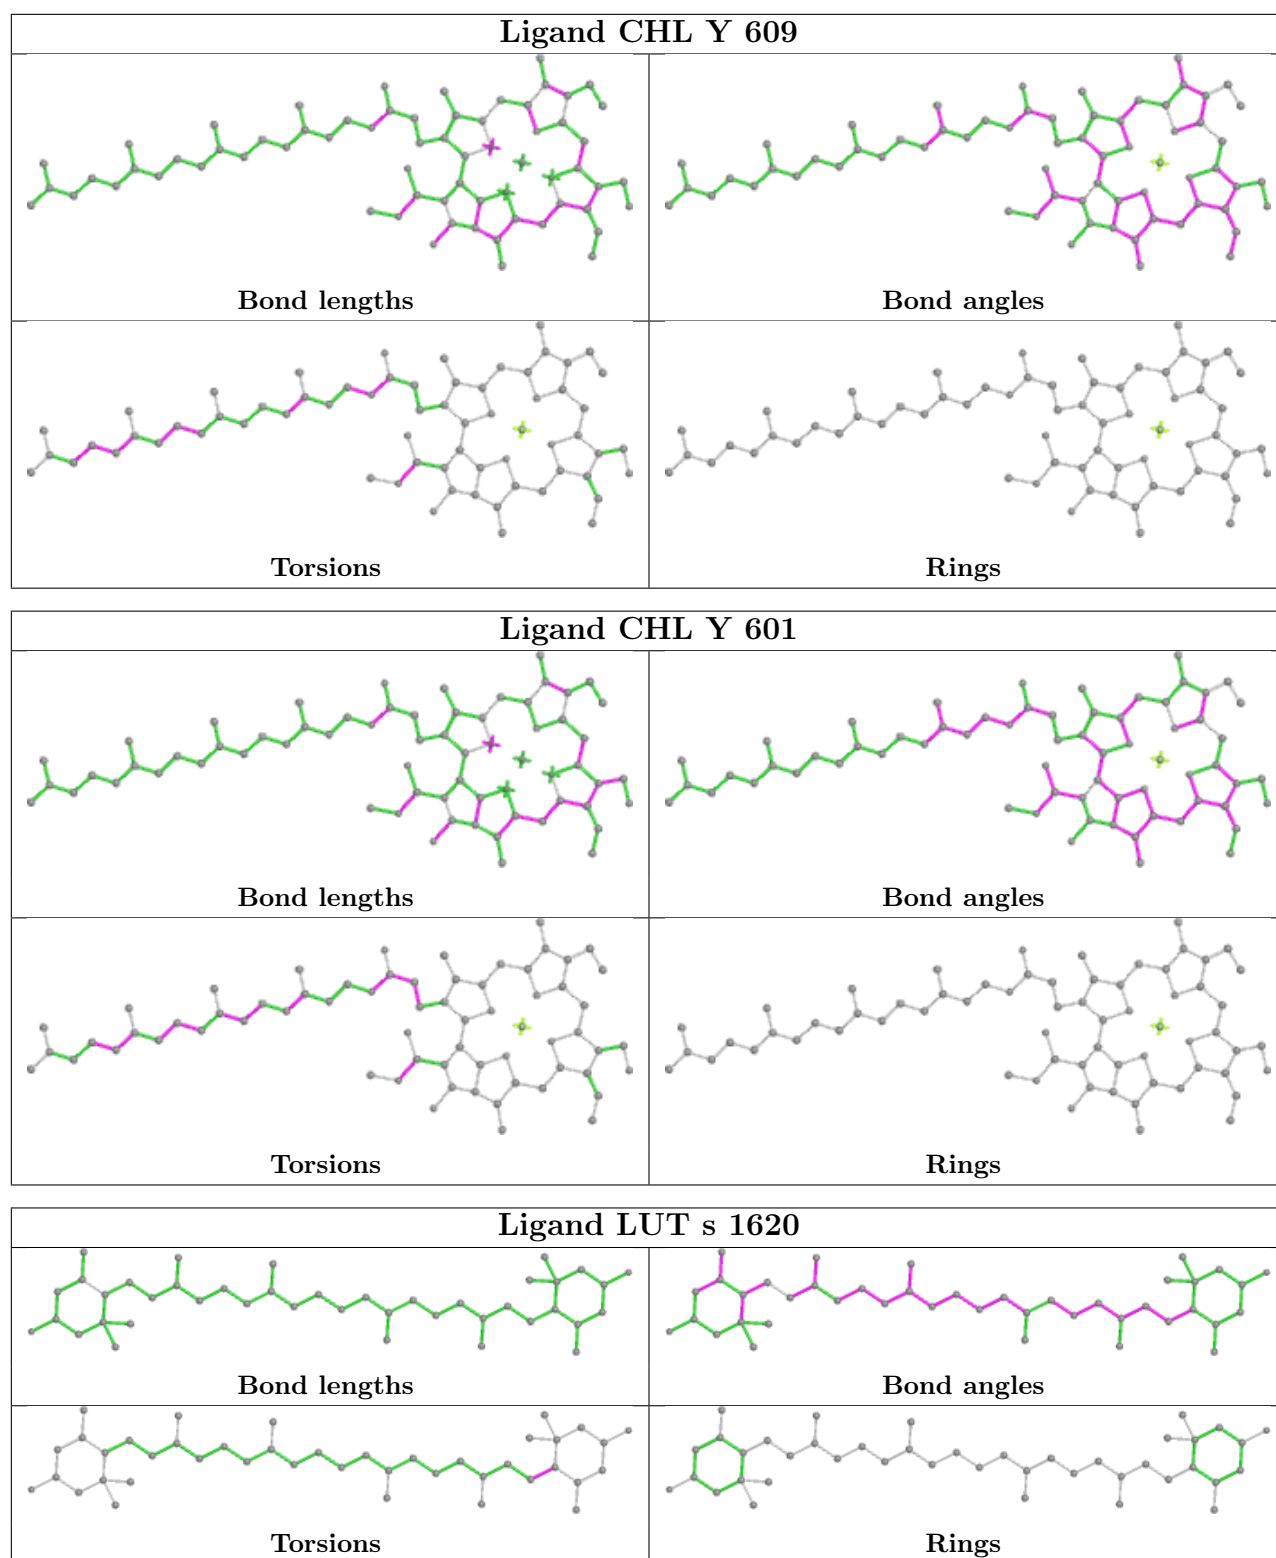 Ligand CHL Y 609
Bond lengths
Bond angles
Torsions
Rings
Ligand CHL Y 601
Bond lengths
Bond angles
Torsions
Rings
Ligand LUT s 1620
Bond lengths
Bond angles
Torsions
Rings